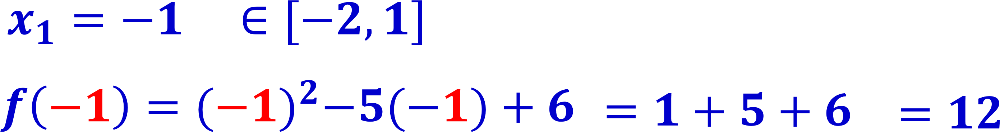 x₁ = −1 ∈ [−2, 1]
f(−1) = (−1)² −5(−1) + 6 = 1 + 5 + 6 = 12